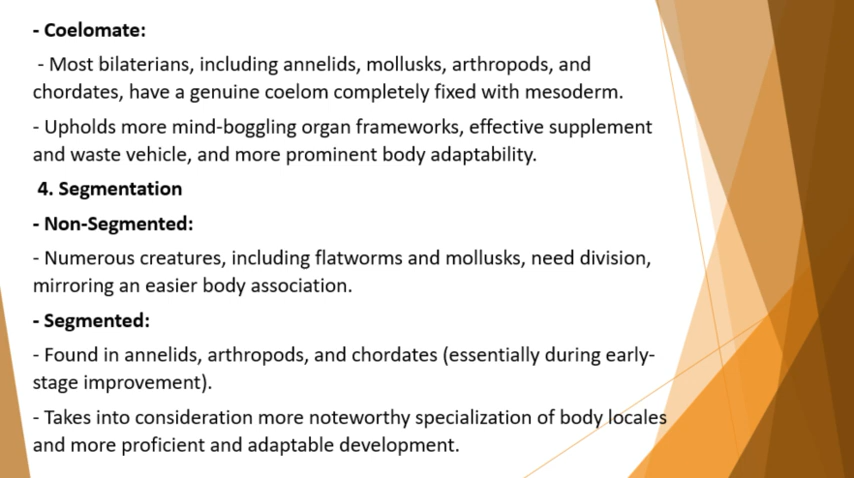 - Coelomate:
- Most bilaterians, including annelids, mollusks, arthropods, and
chordates, have a genuine coelom completely fixed with mesoderm.
- Upholds more mind-boggling organ frameworks, effective supplement
and waste vehicle, and more prominent body adaptability.
4. Segmentation
- Non-Segmented:
- Numerous creatures, including flatworms and mollusks, need division,
mirroring an easier body association.
- Segmented:
- Found in annelids, arthropods, and chordates (essentially during early-
stage improvement).
- Takes into consideration more noteworthy specialization of body locales
and more proficient and adaptable development.